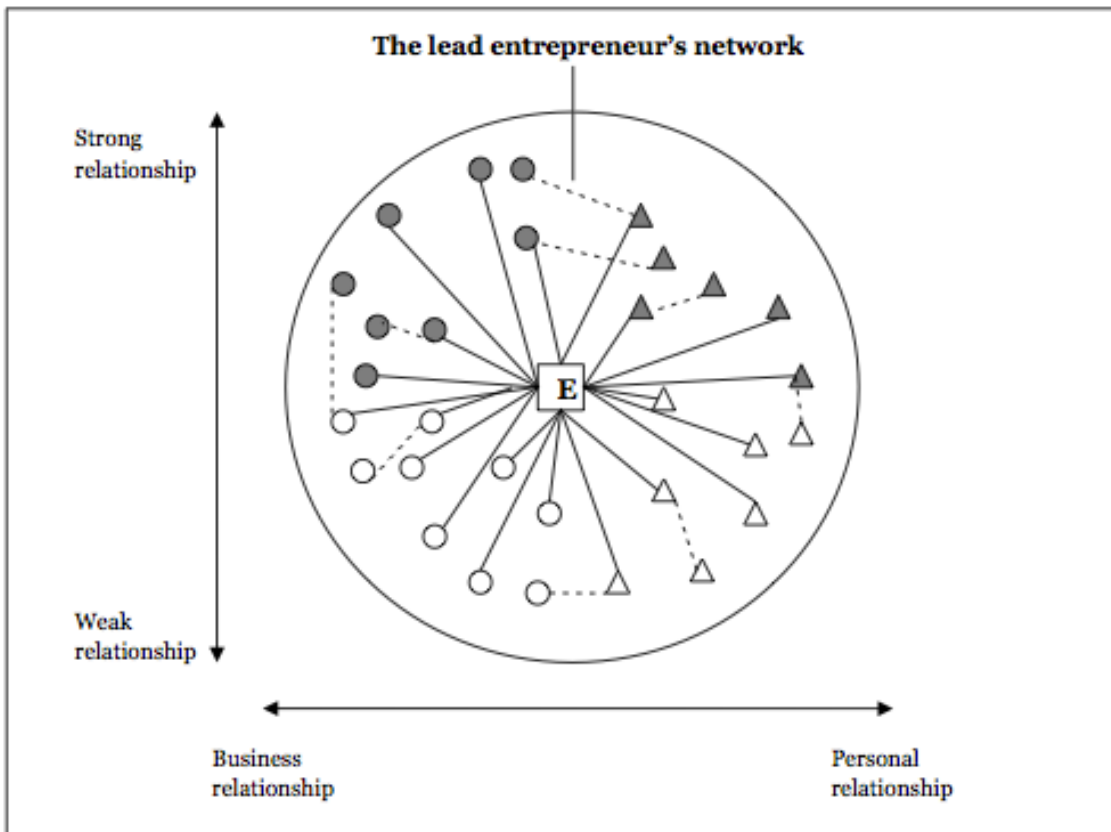 The lead entrepreneur's network
Strong
relationship
E
Weak
relationship
Business
relationship
Personal
relationship